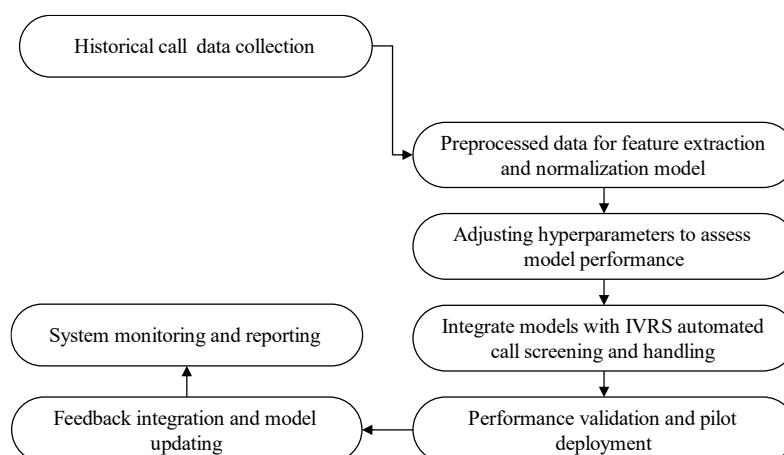 Historical call data collection
Preprocessed data for feature extraction
and normalization model
Adjusting hyperparameters to assess
model performance
Integrate models with IVRS automated
call screening and handling
Performance validation and pilot
deployment
Feedback integration and model
updating
System monitoring and reporting